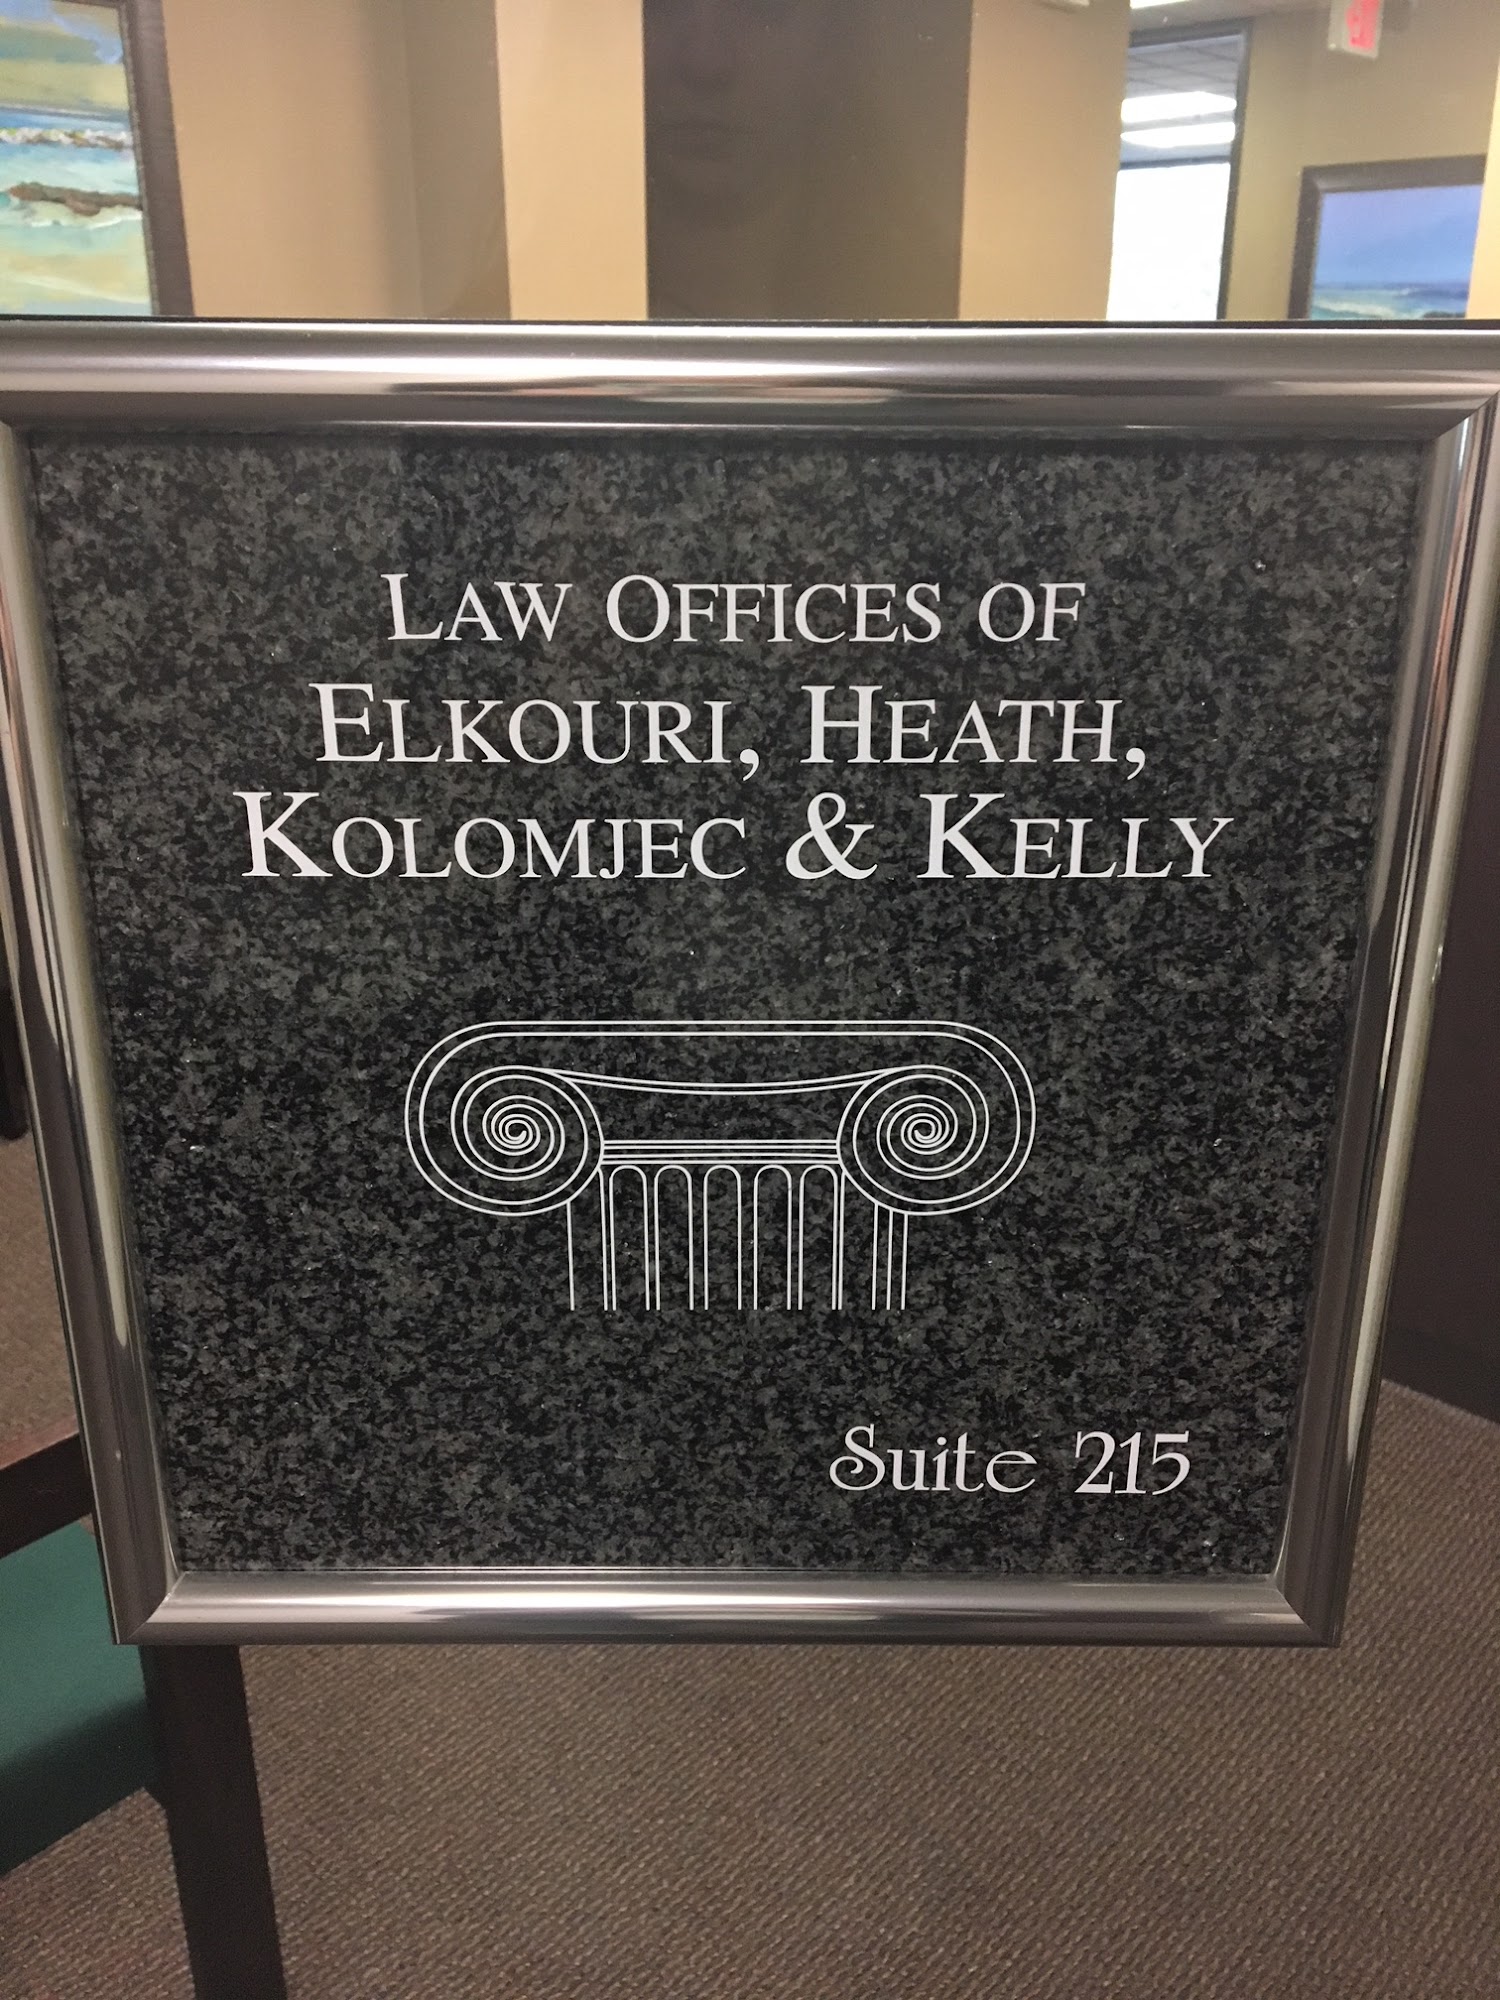 LAW OFFICES OF
ELKOURI, HEATH,
KOLOMJEC & KELLY
Suite 215